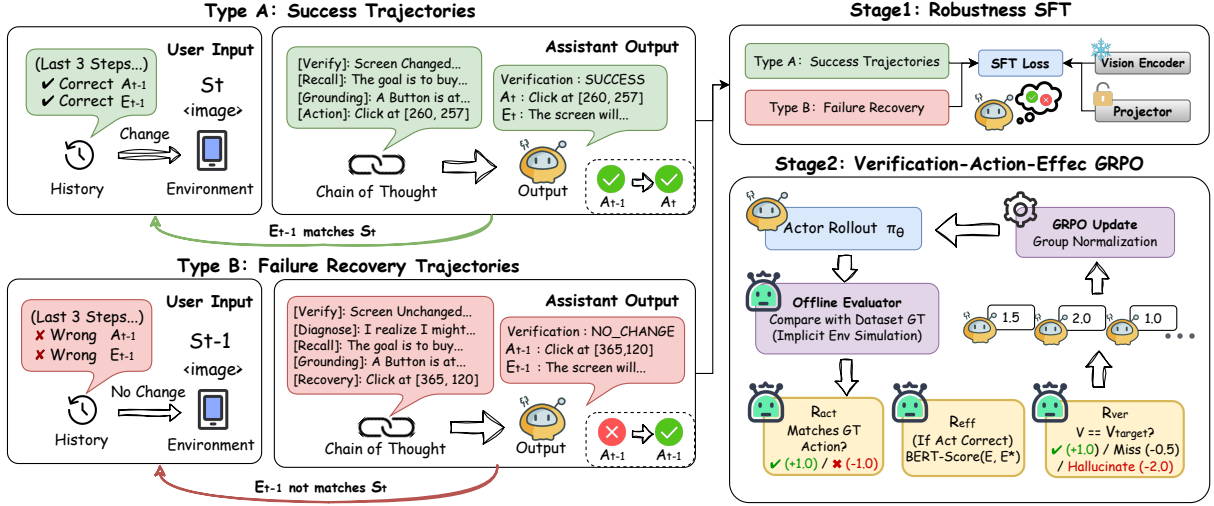 Type A: Success Trajectories
User Input
(Last 3 Steps...)
✔ Correct At-1
✔ Correct Et-1
St
<image>
Change
History
Environment
Assistant Output
[Verify]: Screen Changed...
[Recall]: The goal is to buy...
[Grounding]: A Button is at...
[Action]: Click at [260, 257]
Verification : SUCCESS
At : Click at [260, 257]
Et : The screen will...
Chain of Thought
Output
At-1
At
Et-1 matches St
Type B: Failure Recovery Trajectories
User Input
(Last 3 Steps...)
✘ Wrong At-1
✘ Wrong Et-1
St-1
<image>
No Change
History
Environment
Assistant Output
[Verify]: Screen Unchanged...
[Diagnose]: I realize I might...
[Recall]: The goal is to buy...
[Grounding]: A Button is at...
[Recovery]: Click at [365, 120]
Verification : NO_CHANGE
At-1 : Click at [365,120]
Et-1 : The screen will...
Chain of Thought
Output
At-1
At-1
Et-1 not matches St
Stage1: Robustness SFT
Type A: Success Trajectories
Type B: Failure Recovery
SFT Loss
Vision Encoder
Projector
Stage2: Verification-Action-Effec GRPO
Actor Rollout πθ
GRPO Update
Group Normalization
Offline Evaluator
Compare with Dataset GT
(Implicit Env Simulation)
1.5
2.0
1.0
Ract
Matches GT
Action?
✔ (+1.0) / ✖ (-1.0)
Reff
(If Act Correct)
BERT-Score(E, E*)
Rver
V == Vtarget?
✔ (+1.0) / Miss (-0.5)
/ Hallucinate (-2.0)